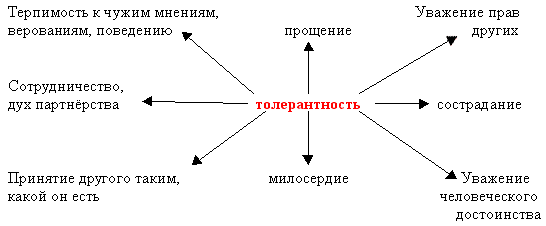 Терпимость к чужим мнениям,
верованиям, поведению
прощение
Уважение прав
других
Сотрудничество,
дух партнёрства
толерантность
сострадание
Принятие другого таким,
какой он есть
милосердие
Уважение
человеческого
достоинства